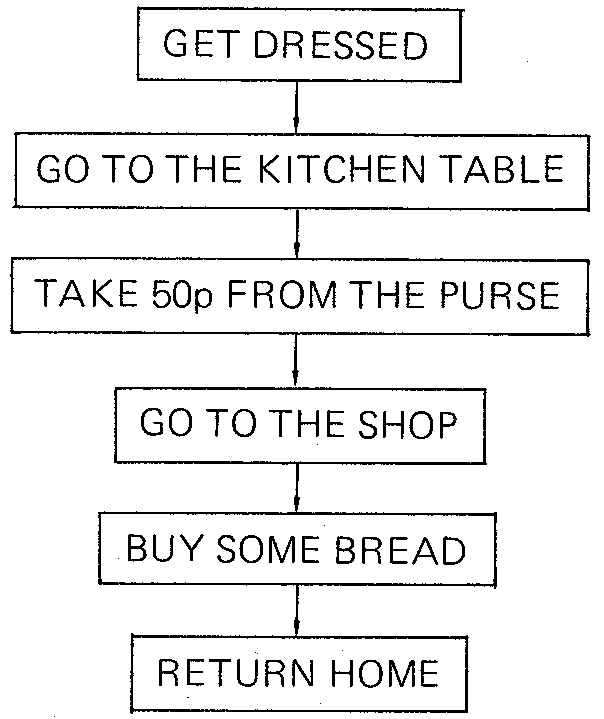 GET DRESSED
GO TO THE KITCHEN TABLE
TAKE 50p FROM THE PURSE
GO TO THE SHOP
BUY SOME BREAD
RETURN HOME